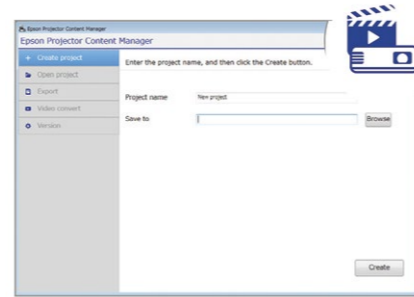 Epson Projector Content Manager
Epson Projector Content Manager
Create project
Open project
Export
Video convert
Version
Enter the project name, and then click the Create button.
Project name
New project
Save to
Browse
Create